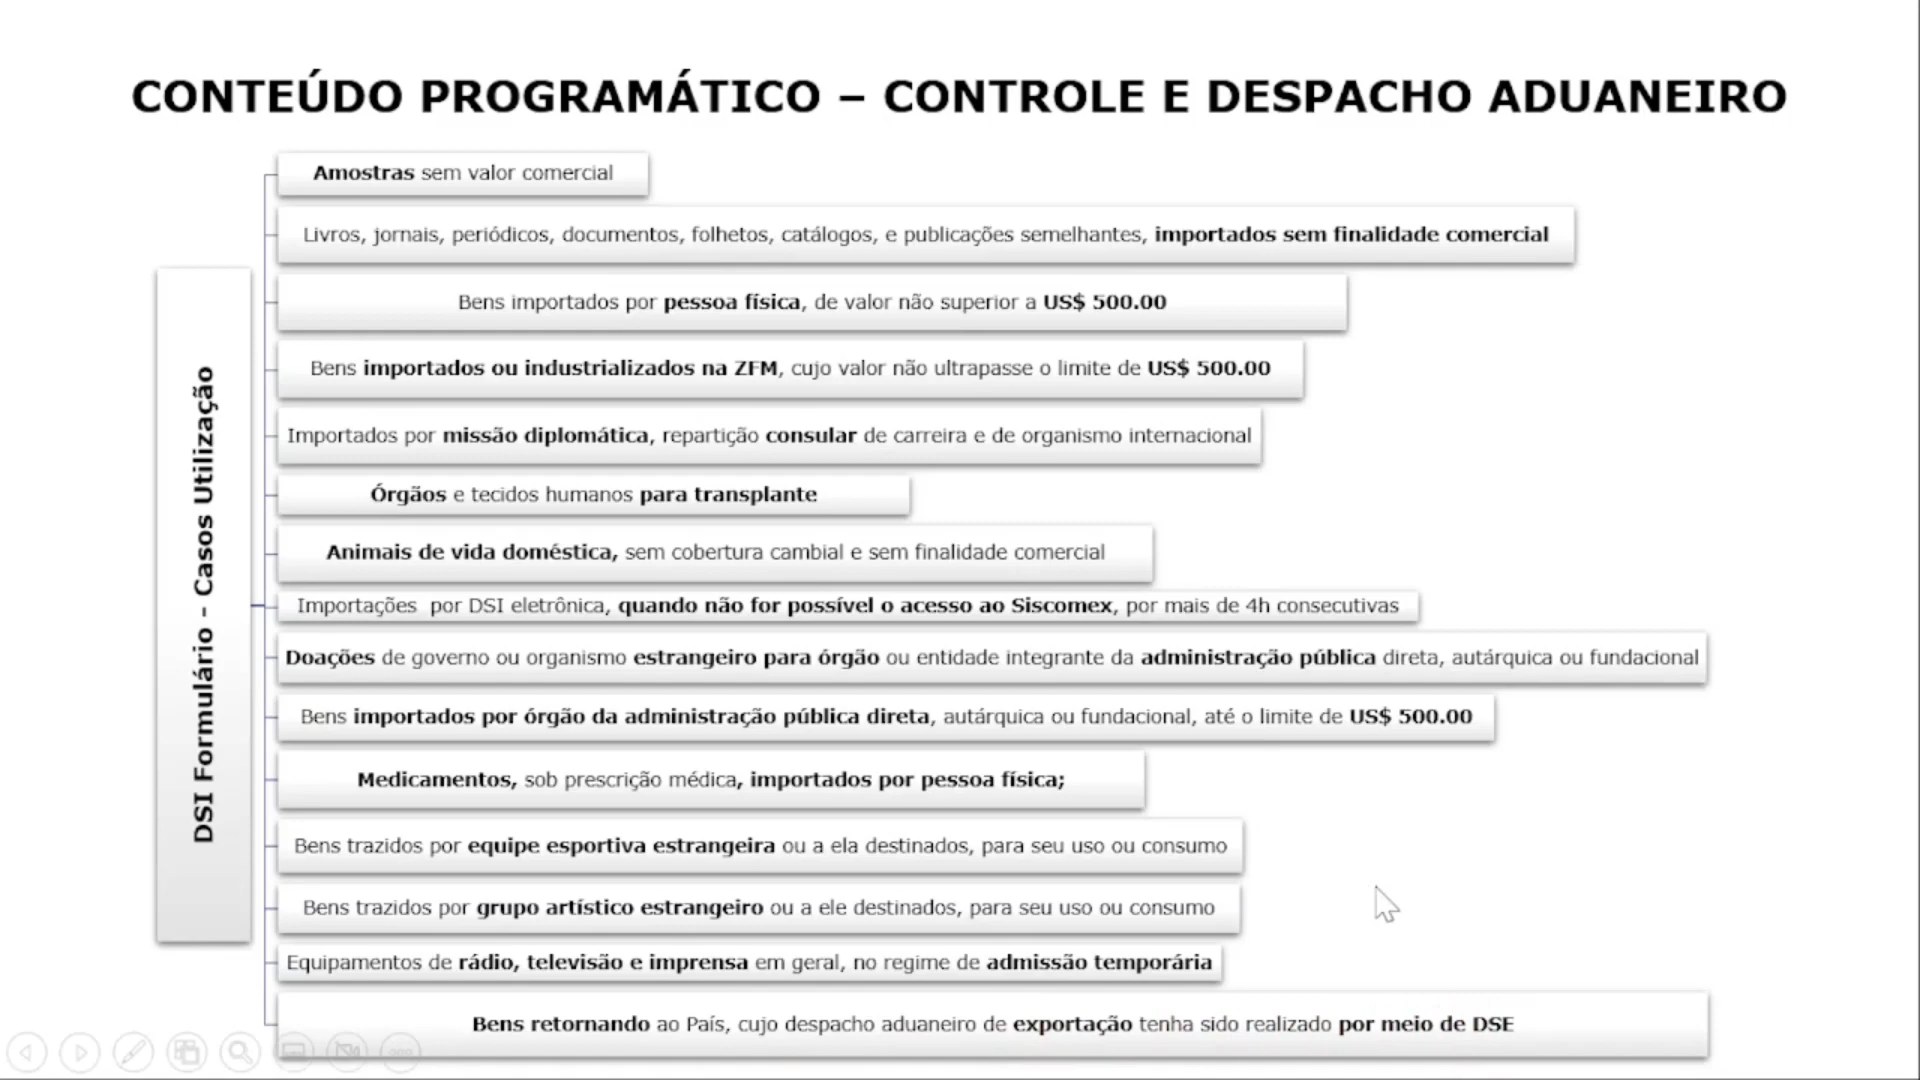 CONTEÚDO PROGRAMÁTICO – CONTROLE E DESPACHO ADUANEIRO
DSI Formulário - Casos Utilização
Amostras sem valor comercial
Livros, jornais, periódicos, documentos, folhetos, catálogos, e publicações semelhantes, importados sem finalidade comercial
Bens importados por pessoa física, de valor não superior a US$ 500.00
Bens importados ou industrializados na ZFM, cujo valor não ultrapasse o limite de US$ 500.00
Importados por missão diplomática, repartição consular de carreira e de organismo internacional
Órgãos e tecidos humanos para transplante
Animais de vida doméstica, sem cobertura cambial e sem finalidade comercial
Importações por DSI eletrônica, quando não for possível o acesso ao Siscomex, por mais de 4h consecutivas
Doações de governo ou organismo estrangeiro para órgão ou entidade integrante da administração pública direta, autárquica ou fundacional
Bens importados por órgão da administração pública direta, autárquica ou fundacional, até o limite de US$ 500.00
Medicamentos, sob prescrição médica, importados por pessoa física;
Bens trazidos por equipe esportiva estrangeira ou a ela destinados, para seu uso ou consumo
Bens trazidos por grupo artístico estrangeiro ou a ele destinados, para seu uso ou consumo
Equipamentos de rádio, televisão e imprensa em geral, no regime de admissão temporária
Bens retornando ao País, cujo despacho aduaneiro de exportação tenha sido realizado por meio de DSE